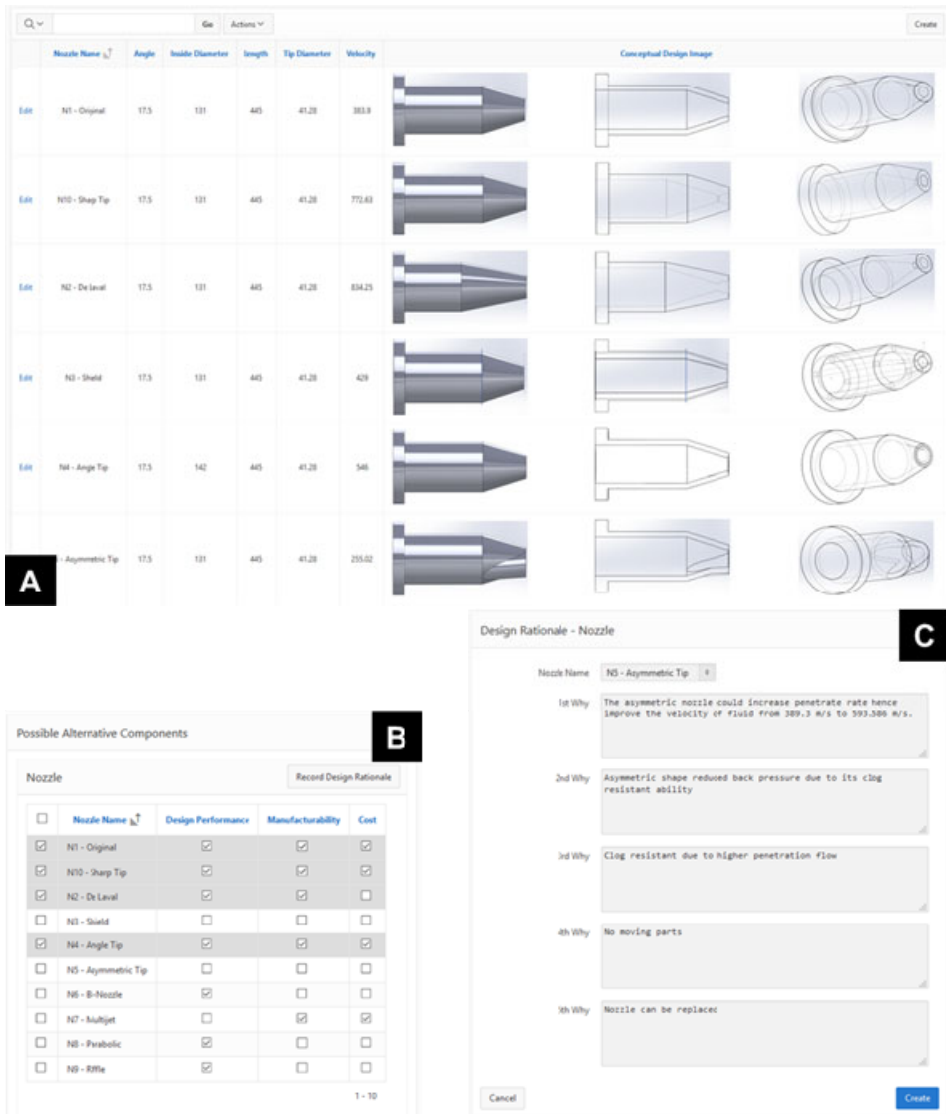 Go Actions Create
Nozzle Name Angle Inside Diameter length Tip Diameter Velocity Conceptual Design Image
Edit N1 - Original 17.5 131 445 41.28 383.8
Edit N10 - Sharp Tip 17.5 131 445 41.28 772.63
Edit N2 - De Laval 17.5 131 445 41.28 834.25
Edit N3 - Shield 17.5 131 445 41.28 429
Edit N4 - Angle Tip 17.5 142 445 41.28 546
- Asymmetric Tip 17.5 131 445 41.28 255.02
A
Possible Alternative Components
B
Nozzle Record Design Rationale
Nozzle Name Design Performance Manufacturability Cost
N1 - Original
N10 - Sharp Tip
N2 - De Laval
N3 - Shield
N4 - Angle Tip
N5 - Asymmetric Tip
N6 - B-Nozzle
N7 - Multijet
N8 - Parabolic
N9 - Riffle
1 - 10
Design Rationale - Nozzle
C
Nozzle Name N5 - Asymmetric Tip
1st Why The asymmetric nozzle could increase penetrate rate hence
improve the velocity of fluid from 389.3 m/s to 593.586 m/s.
2nd Why Asymmetric shape reduced back pressure due to its clog
resistant ability
3rd Why Clog resistant due to higher penetration flow
4th Why No moving parts
5th Why Nozzle can be replaced
Cancel Create